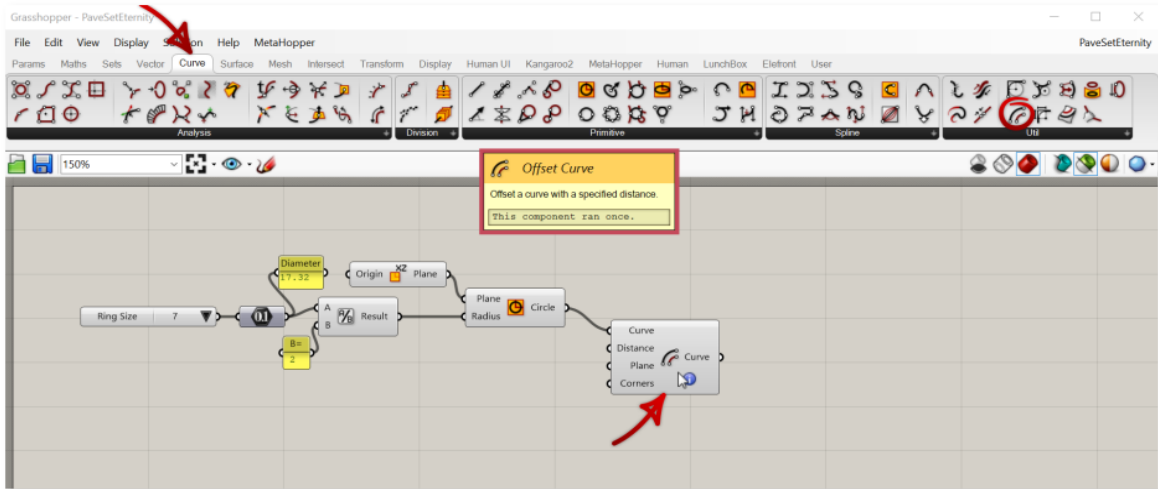 Grasshopper - PaveSetEternity
File Edit View Display Help MetaHopper PaveSetEternity
Params Maths Sets Vector Curve Surface Mesh Intersect Transform Display Human UI Kangaroo2 MetaHopper Human LunchBox Elefront User
Analysis Division Primitive Spline Util
150%
Offset Curve
Offset a curve with a specified distance.
This component ran once.
Diameter
17.32
Origin XZ Plane
Ring Size 7
0.1
A
B
A/B
Result
B=
2
Plane
Radius
Circle
Curve
Distance
Plane
Corners
Curve